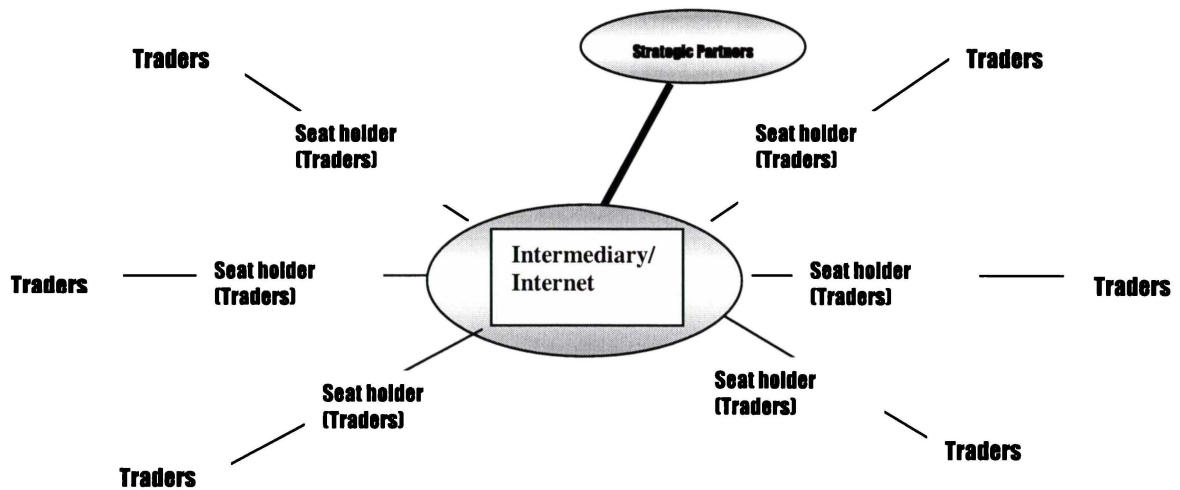 Strategic Partners
Traders
Traders
Seat holder
(Traders)
Seat holder
(Traders)
Intermediary/
Internet
Traders
Seat holder
(Traders)
Seat holder
(Traders)
Traders
Seat holder
(Traders)
Seat holder
(Traders)
Traders
Traders